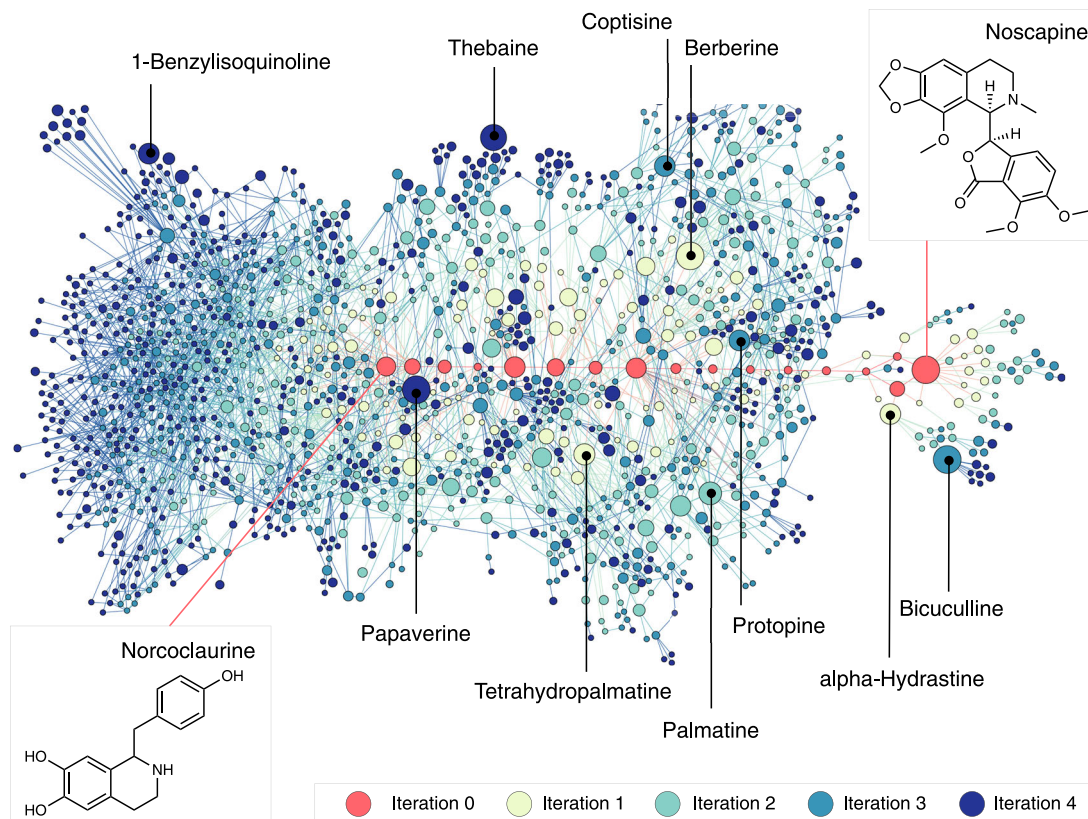 Coptisine
Noscapine
1-Benzylisoquinoline
Thebaine
Berberine
O
O
H
N
O
H
O
O
O
O
Papaverine
Protopine
Bicuculline
Norcoclaurine
Tetrahydropalmatine
alpha-Hydrastine
Palmatine
OH
HO
NH
HO
Iteration 0 Iteration 1 Iteration 2 Iteration 3 Iteration 4